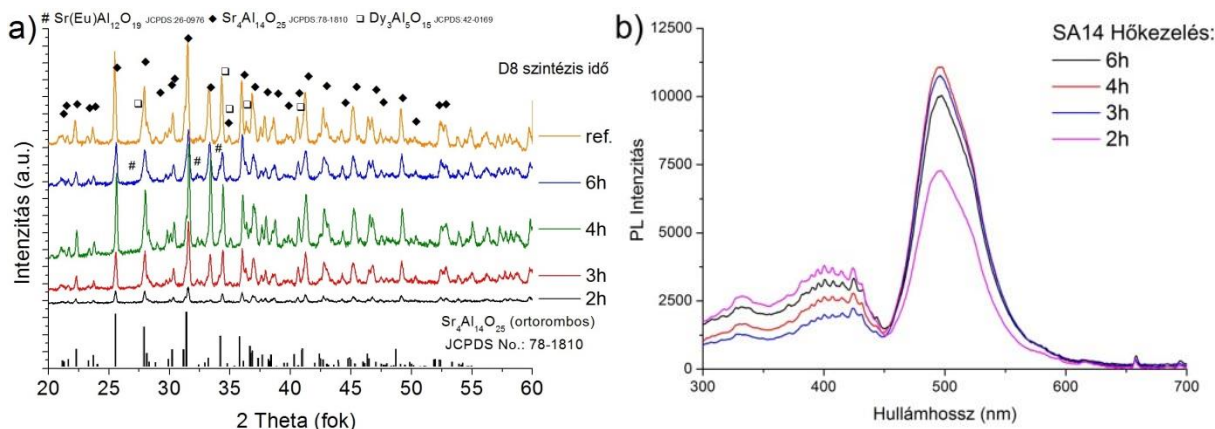 a)
# Sr(Eu)Al12O19 JCPDS:26-0976 ◆ Sr4Al14O25 JCPDS:78-1810 □ Dy3Al5O15 JCPDS:42-0169
D8 szintézis idő
ref.
6h
4h
3h
2h
Sr4Al14O25 (ortorombos)
JCPDS No.: 78-1810
Intenzitás (a.u.)
20 25 30 35 40 45 50 55 60
2 Theta (fok)
b)
SA14 Hőkezelés:
6h
4h
3h
2h
PL Intenzitás
12500
10000
7500
5000
2500
0
300 400 500 600 700
Hullámhossz (nm)